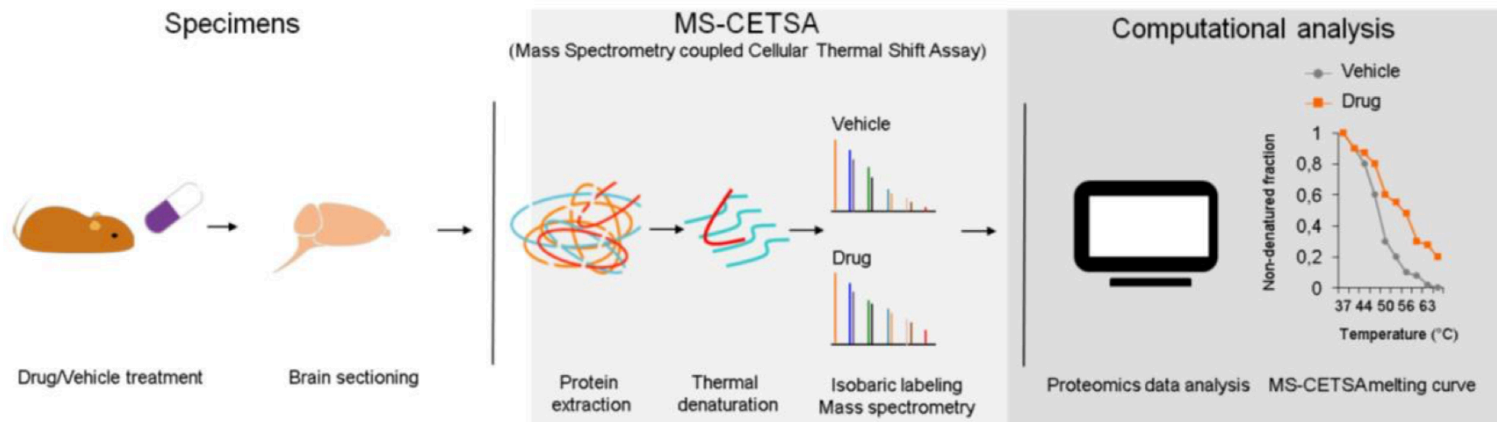 Specimens
MS-CETSA
(Mass Spectrometry coupled Cellular Thermal Shift Assay)
Computational analysis
Vehicle
Drug
Vehicle
Drug
Non-denatured fraction
1
0,8
0,6
0,4
0,2
0
37 44 50 56 63
Temperature (°C)
Drug/Vehicle treatment
Brain sectioning
Protein
extraction
Thermal
denaturation
Isobaric labeling
Mass spectrometry
Proteomics data analysis
MS-CETSA melting curve